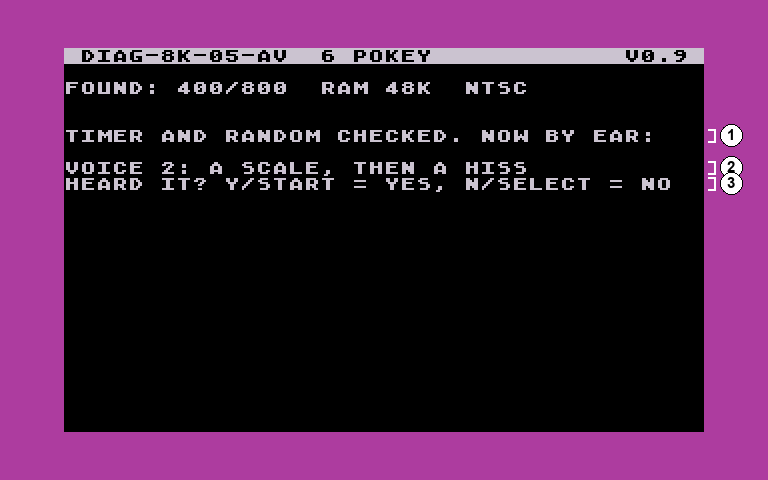 DIAG-8K-05-AV 6 POKEY V0.9
FOUND: 400/800 RAM 48K NTSC
TIMER AND RANDOM CHECKED. NOW BY EAR: 1
VOICE 2: A SCALE, THEN A HISS 2
HEARD IT? Y/START = YES, N/SELECT = NO 3